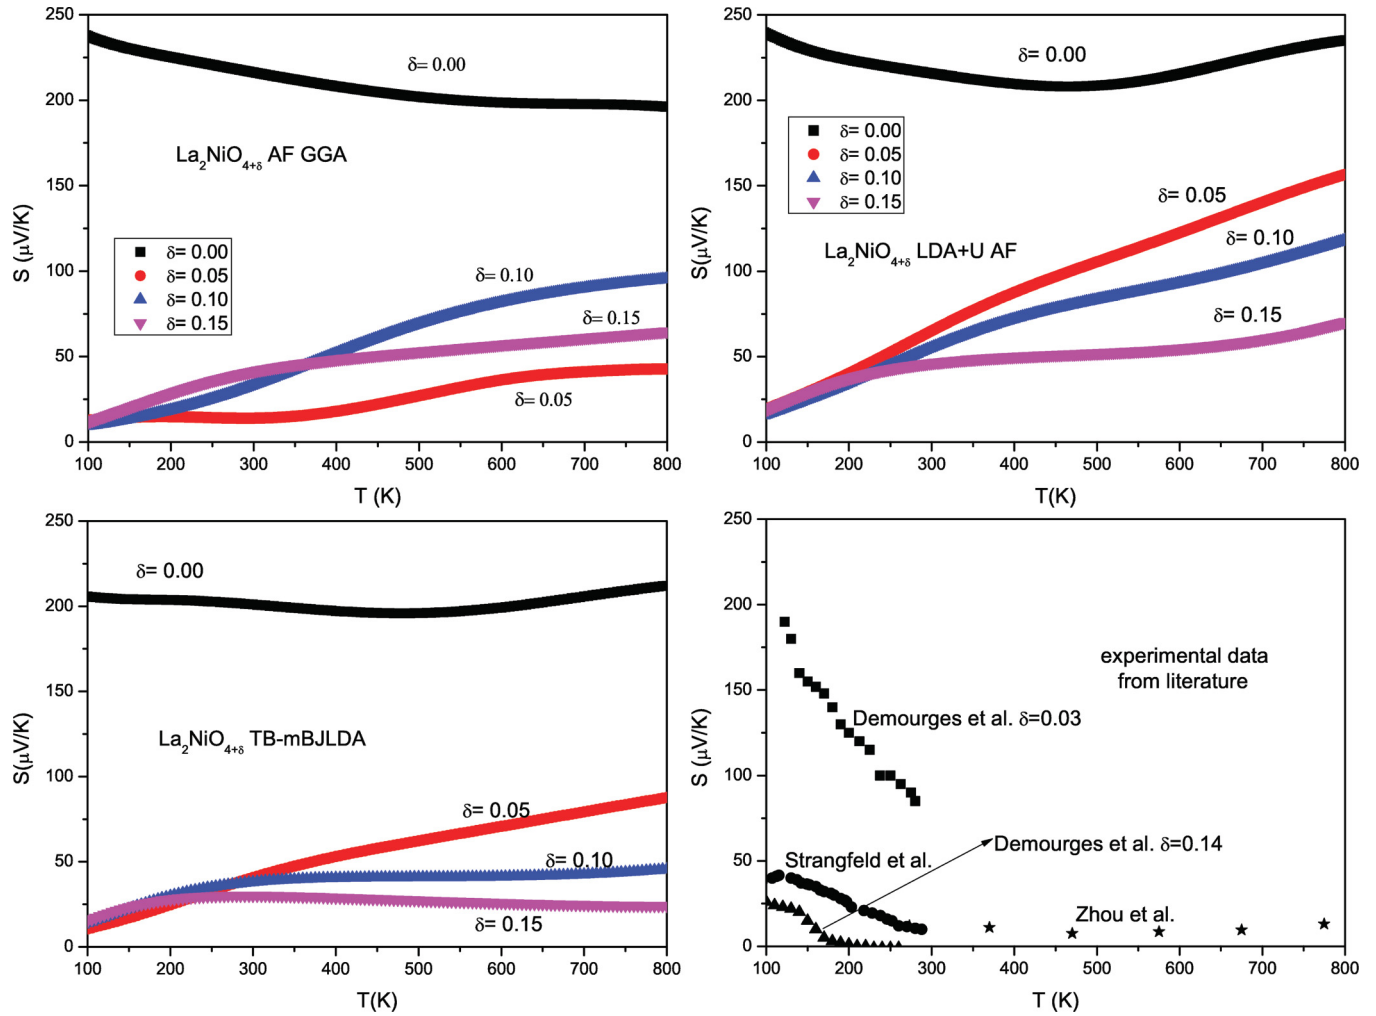 250
200
150
100
50
0
S (μV/K)
δ= 0.00
La₂NiO₄₊δ AF GGA
δ= 0.00
δ= 0.05
δ= 0.10
δ= 0.15
δ= 0.10
δ= 0.15
δ= 0.05
100 200 300 400 500 600 700 800
T (K)
250
200
150
100
50
0
S(μV/K)
δ= 0.00
δ= 0.00
δ= 0.05
δ= 0.10
δ= 0.15
δ= 0.05
δ= 0.10
La₂NiO₄₊δ LDA+U AF
δ= 0.15
100 200 300 400 500 600 700 800
T(K)
250
200
150
100
50
0
S(μV/K)
δ= 0.00
La₂NiO₄₊δ TB-mBJLDA
δ= 0.05
δ= 0.10
δ= 0.15
100 200 300 400 500 600 700 800
T(K)
250
200
150
100
50
0
S (μV/K)
experimental data
from literature
Demourges et al. δ=0.03
Demourges et al. δ=0.14
Strangfeld et al.
Zhou et al.
100 200 300 400 500 600 700 800
T (K)